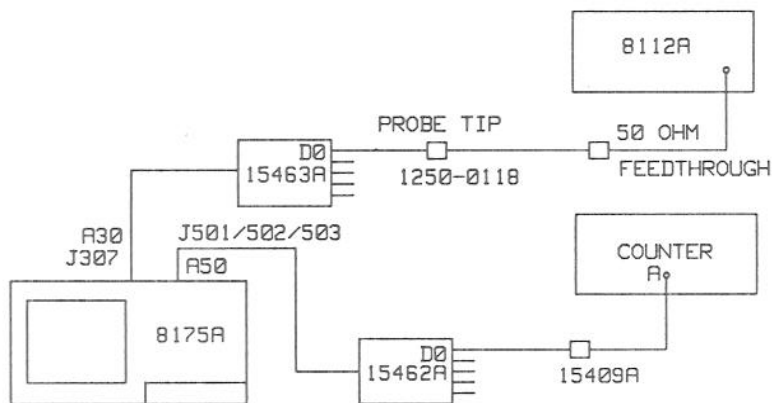 8112A
PROBE TIP
50 OHM
D0
15463A
1250-0118
FEEDTHROUGH
A30
J307
J501/502/503
A50
COUNTER
A
8175A
D0
15462A
15409A